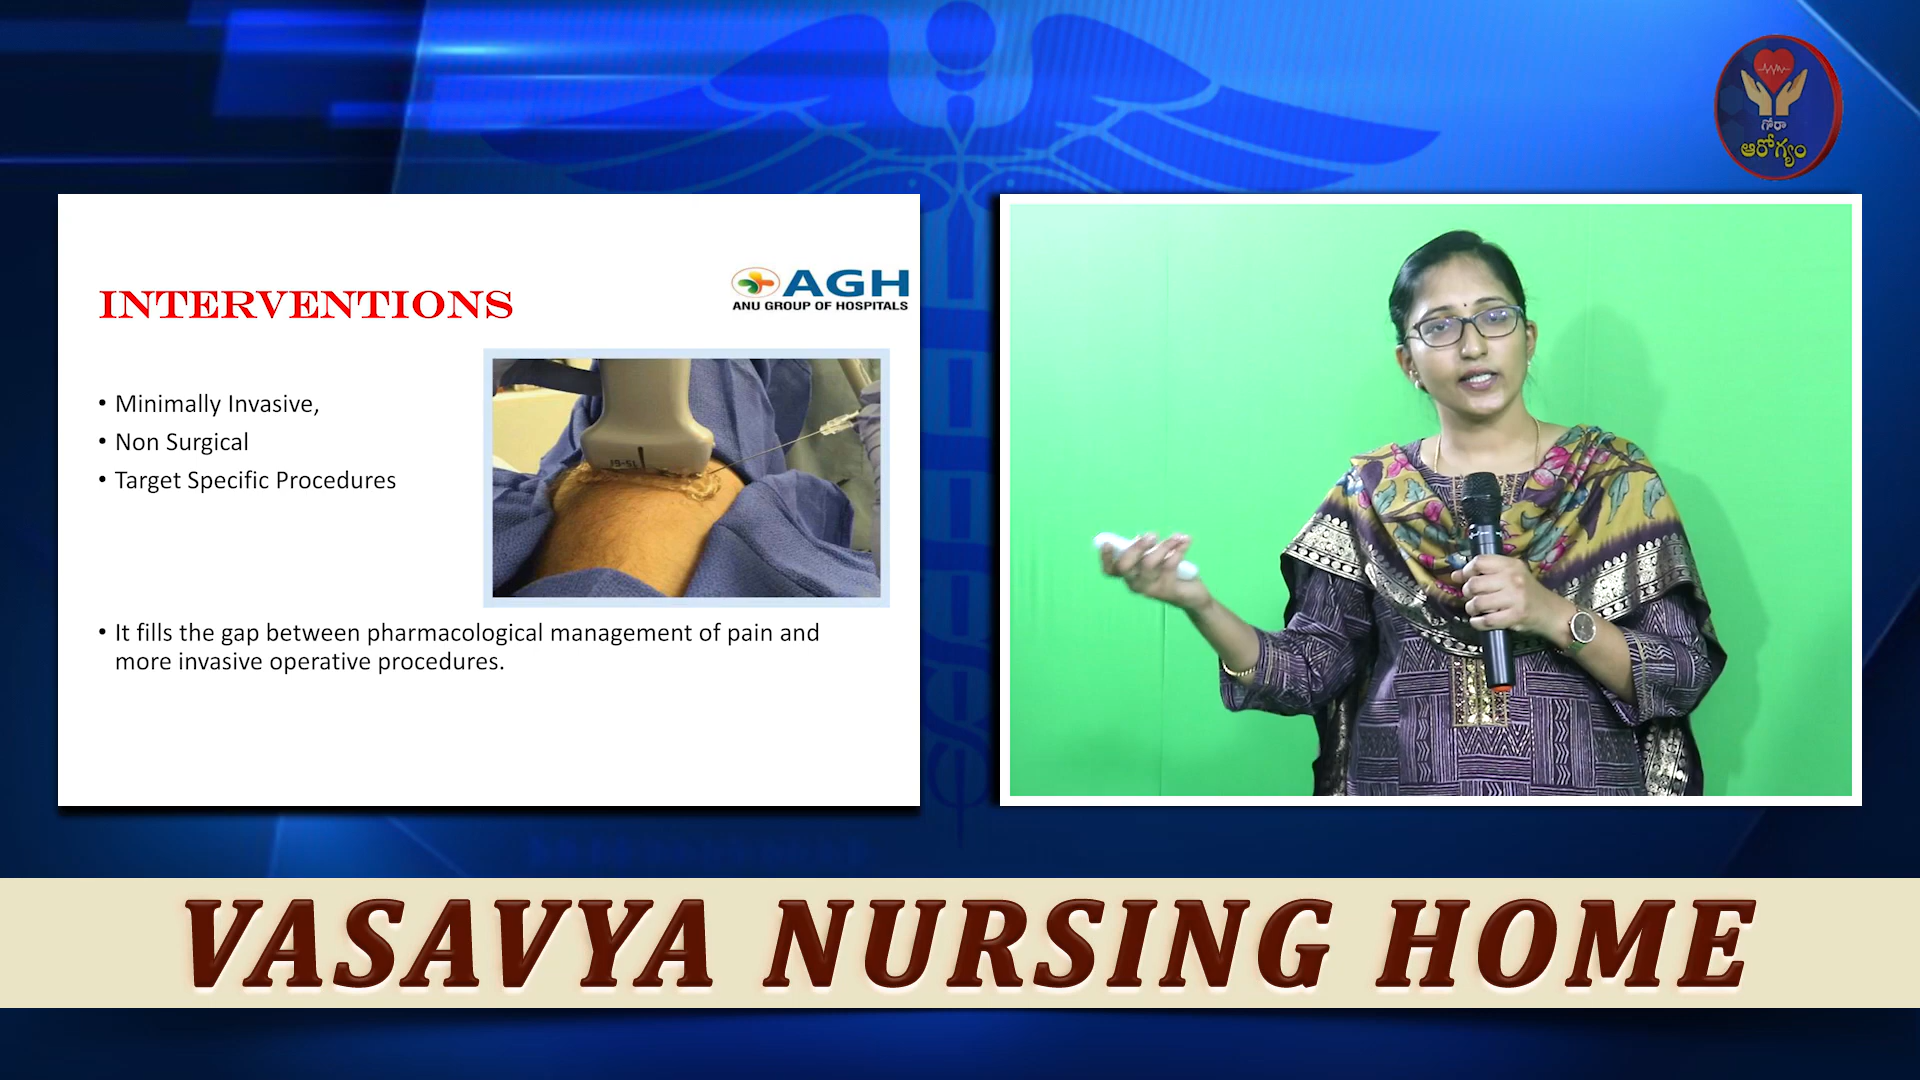 గోరా
ఆరోగ్యం
INTERVENTIONS
AGH
ANU GROUP OF HOSPITALS
• Minimally Invasive,
• Non Surgical
• Target Specific Procedures
• It fills the gap between pharmacological management of pain and
more invasive operative procedures.
VASAVYA NURSING HOME